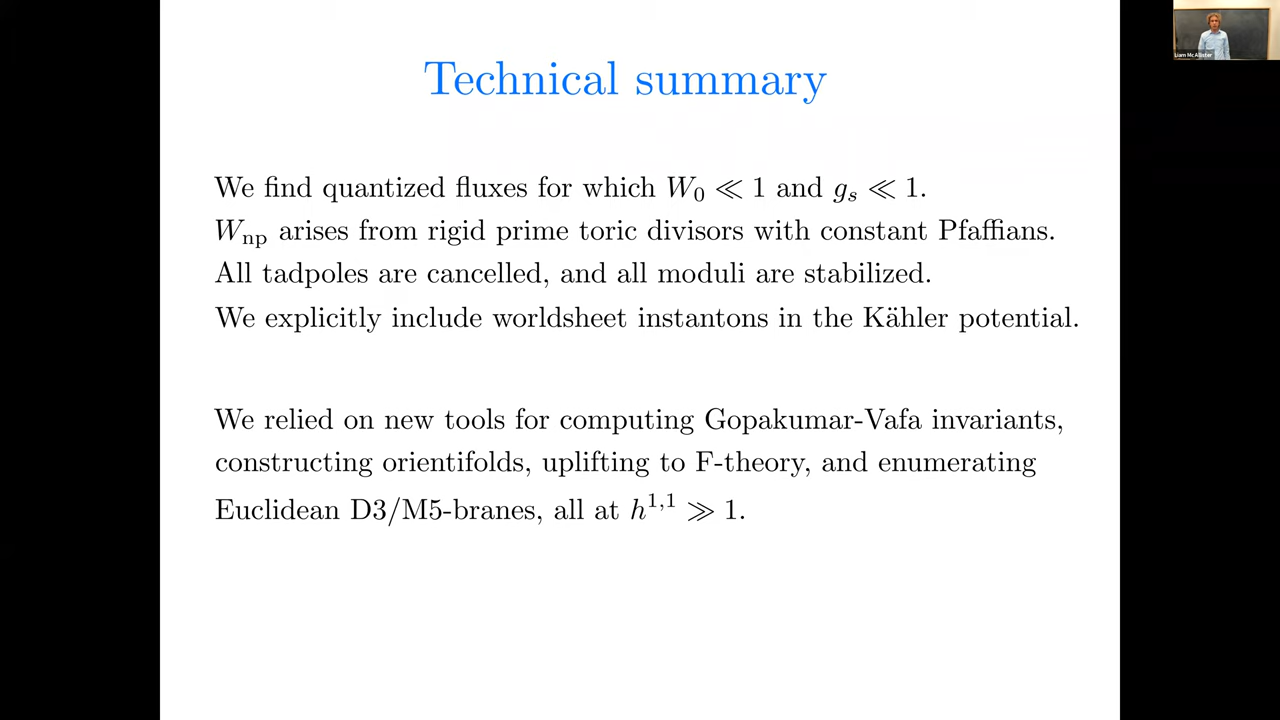 Technical summary
We find quantized fluxes for which W₀ ≪ 1 and gₛ ≪ 1.
W_np arises from rigid prime toric divisors with constant Pfaffians.
All tadpoles are cancelled, and all moduli are stabilized.
We explicitly include worldsheet instantons in the Kähler potential.
We relied on new tools for computing Gopakumar-Vafa invariants,
constructing orientifolds, uplifting to F-theory, and enumerating
Euclidean D3/M5-branes, all at h^{1,1} ≫ 1.
Liam McAllister